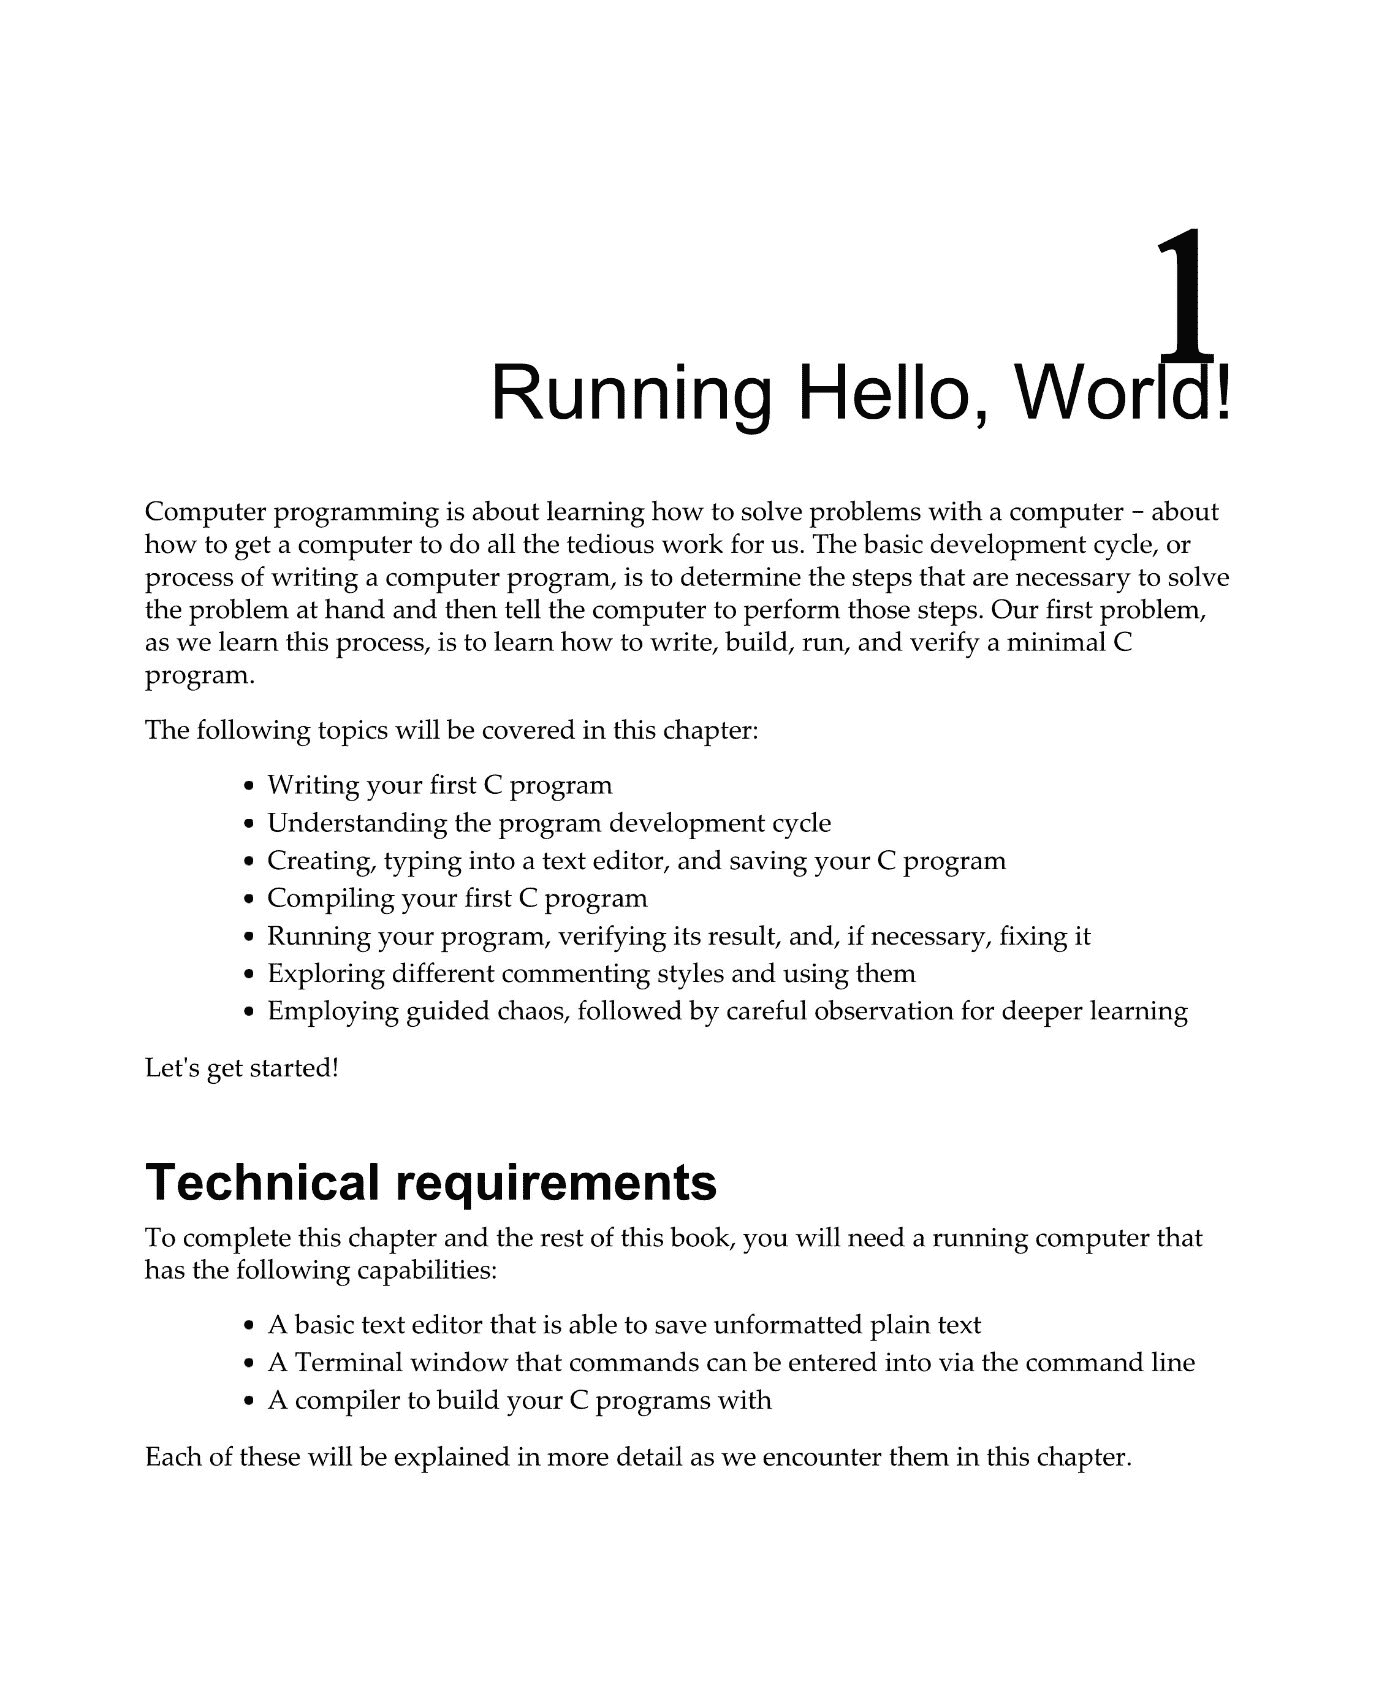 1
Running Hello, World!
Computer programming is about learning how to solve problems with a computer – about
how to get a computer to do all the tedious work for us. The basic development cycle, or
process of writing a computer program, is to determine the steps that are necessary to solve
the problem at hand and then tell the computer to perform those steps. Our first problem,
as we learn this process, is to learn how to write, build, run, and verify a minimal C
program.
The following topics will be covered in this chapter:
• Writing your first C program
• Understanding the program development cycle
• Creating, typing into a text editor, and saving your C program
• Compiling your first C program
• Running your program, verifying its result, and, if necessary, fixing it
• Exploring different commenting styles and using them
• Employing guided chaos, followed by careful observation for deeper learning
Let's get started!
Technical requirements
To complete this chapter and the rest of this book, you will need a running computer that
has the following capabilities:
• A basic text editor that is able to save unformatted plain text
• A Terminal window that commands can be entered into via the command line
• A compiler to build your C programs with
Each of these will be explained in more detail as we encounter them in this chapter.